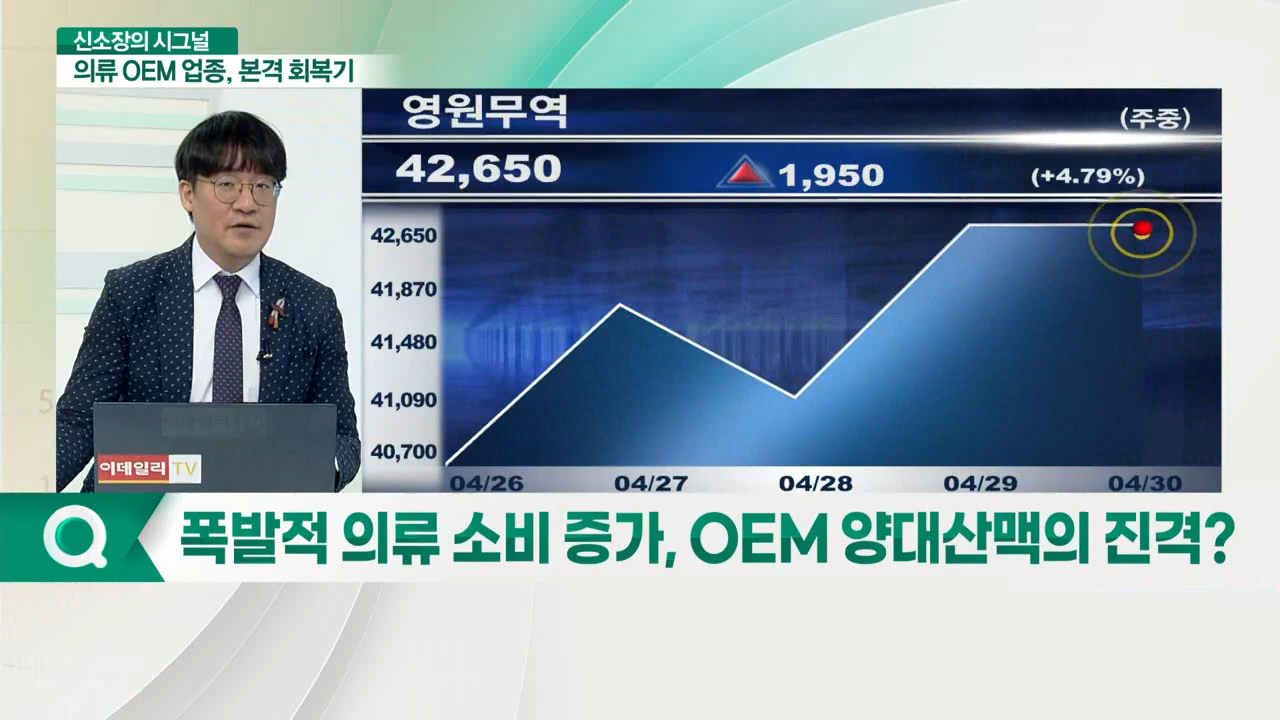 신소장의 시그널
의류 OEM 업종, 본격 회복기
영원무역
(주중)
42,650
1,950
(+4.79%)
42,650
41,870
41,480
41,090
40,700
04/26
04/27
04/28
04/29
04/30
이데일리 TV
폭발적 의류 소비 증가, OEM 양대산맥의 진격?